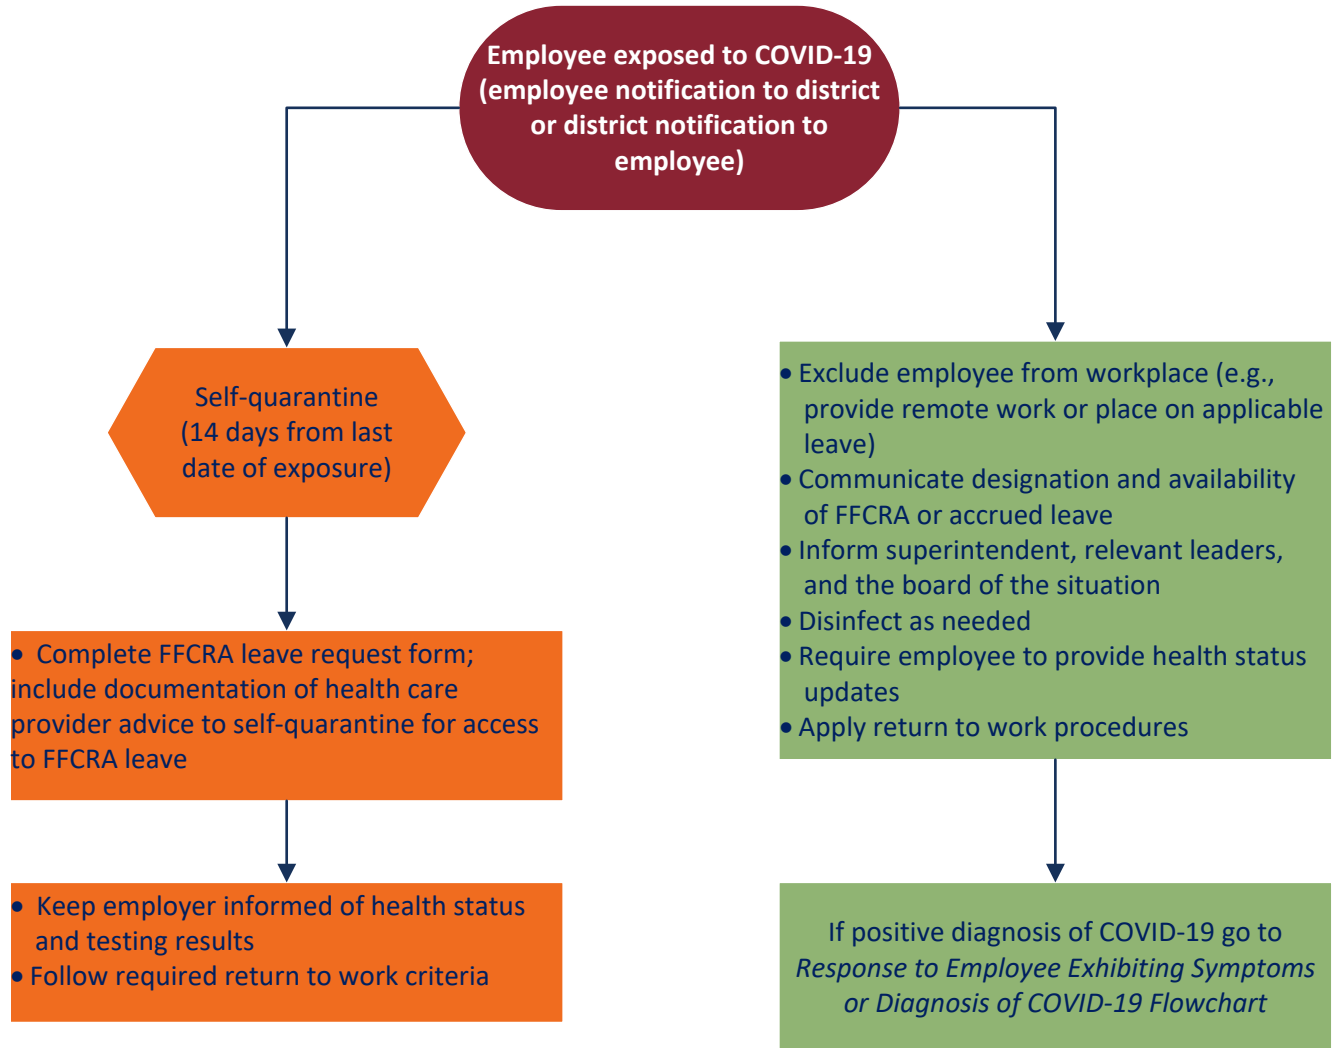 Employee exposed to COVID-19
(employee notification to district
or district notification to
employee)
Self-quarantine
(14 days from last
date of exposure)
• Complete FFCRA leave request form;
include documentation of health care
provider advice to self-quarantine for access
to FFCRA leave
• Keep employer informed of health status
and testing results
• Follow required return to work criteria
• Exclude employee from workplace (e.g.,
provide remote work or place on applicable
leave)
• Communicate designation and availability
of FFCRA or accrued leave
• Inform superintendent, relevant leaders,
and the board of the situation
• Disinfect as needed
• Require employee to provide health status
updates
• Apply return to work procedures
If positive diagnosis of COVID-19 go to
Response to Employee Exhibiting Symptoms
or Diagnosis of COVID-19 Flowchart